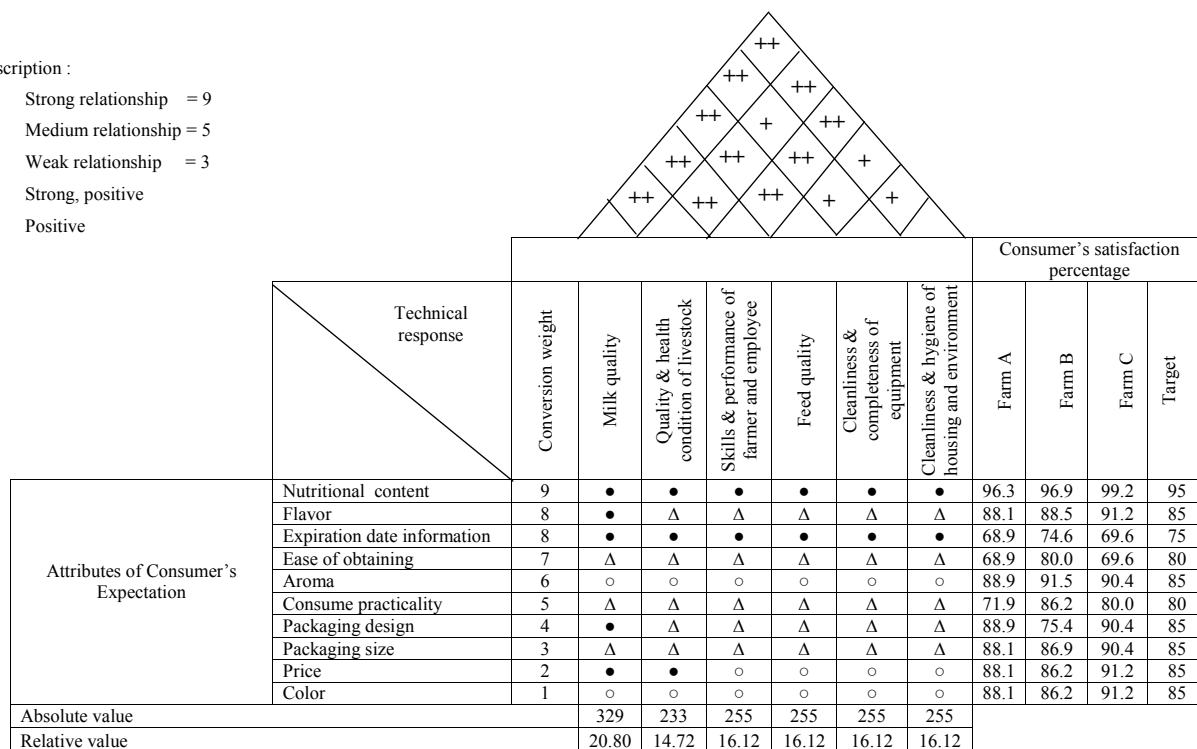 scription :
Strong relationship = 9
Medium relationship = 5
Weak relationship = 3
Strong, positive
Positive
++
++ ++
++ + ++
++ ++ ++ +
++ ++ ++ + +
Consumer's satisfaction percentage
Technical response
Conversion weight
Milk quality
Quality & health condition of livestock
Skills & performance of farmer and employee
Feed quality
Cleanliness & completeness of equipment
Cleanliness & hygiene of housing and environment
Farm A
Farm B
Farm C
Target
Attributes of Consumer's Expectation
Nutritional content 9 ● ● ● ● ● ● 96.3 96.9 99.2 95
Flavor 8 ● Δ Δ Δ Δ Δ 88.1 88.5 91.2 85
Expiration date information 8 ● ● ● ● ● ● 68.9 74.6 69.6 75
Ease of obtaining 7 Δ Δ Δ Δ Δ Δ 68.9 80.0 69.6 80
Aroma 6 ○ ○ ○ ○ ○ ○ 88.9 91.5 90.4 85
Consume practicality 5 Δ Δ Δ Δ Δ Δ 71.9 86.2 80.0 80
Packaging design 4 ● Δ Δ Δ Δ Δ 88.9 75.4 90.4 85
Packaging size 3 Δ Δ Δ Δ Δ Δ 88.1 86.9 90.4 85
Price 2 ● ● ○ ○ ○ ○ 88.1 86.2 91.2 85
Color 1 ○ ○ ○ ○ ○ ○ 88.1 86.2 91.2 85
Absolute value 329 233 255 255 255 255
Relative value 20.80 14.72 16.12 16.12 16.12 16.12